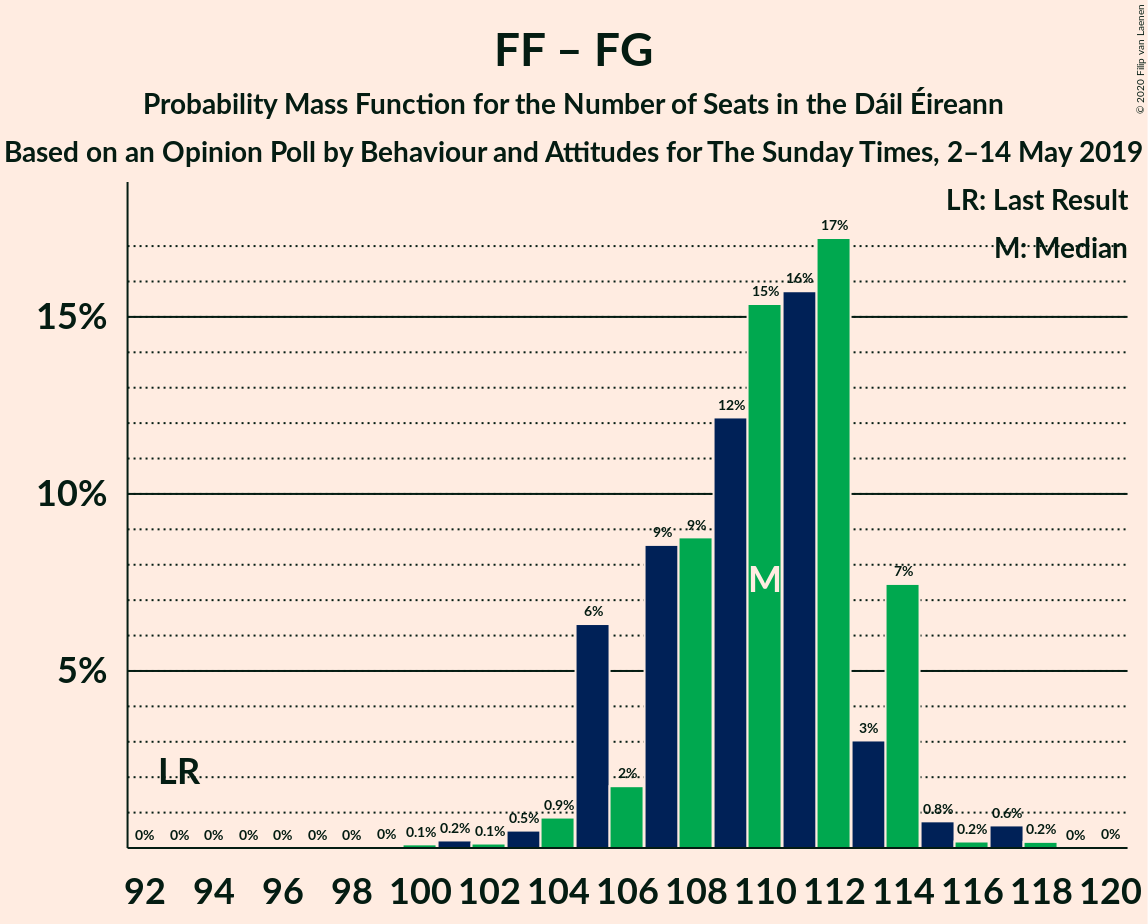 FF – FG
Probability Mass Function for the Number of Seats in the Dáil Éireann
Based on an Opinion Poll by Behaviour and Attitudes for The Sunday Times, 2–14 May 2019
© 2020 Filip van Laenen
LR: Last Result
M: Median
15%
10%
5%
0% 0% 0% 0% 0% 0% 0% 0% 0.1% 0.2% 0.1% 0.5% 0.9% 6% 2% 9% 9% 12% 15% 16% 17% 3% 7% 0.8% 0.2% 0.6% 0.2% 0% 0%
LR
M
92 94 96 98 100 102 104 106 108 110 112 114 116 118 120